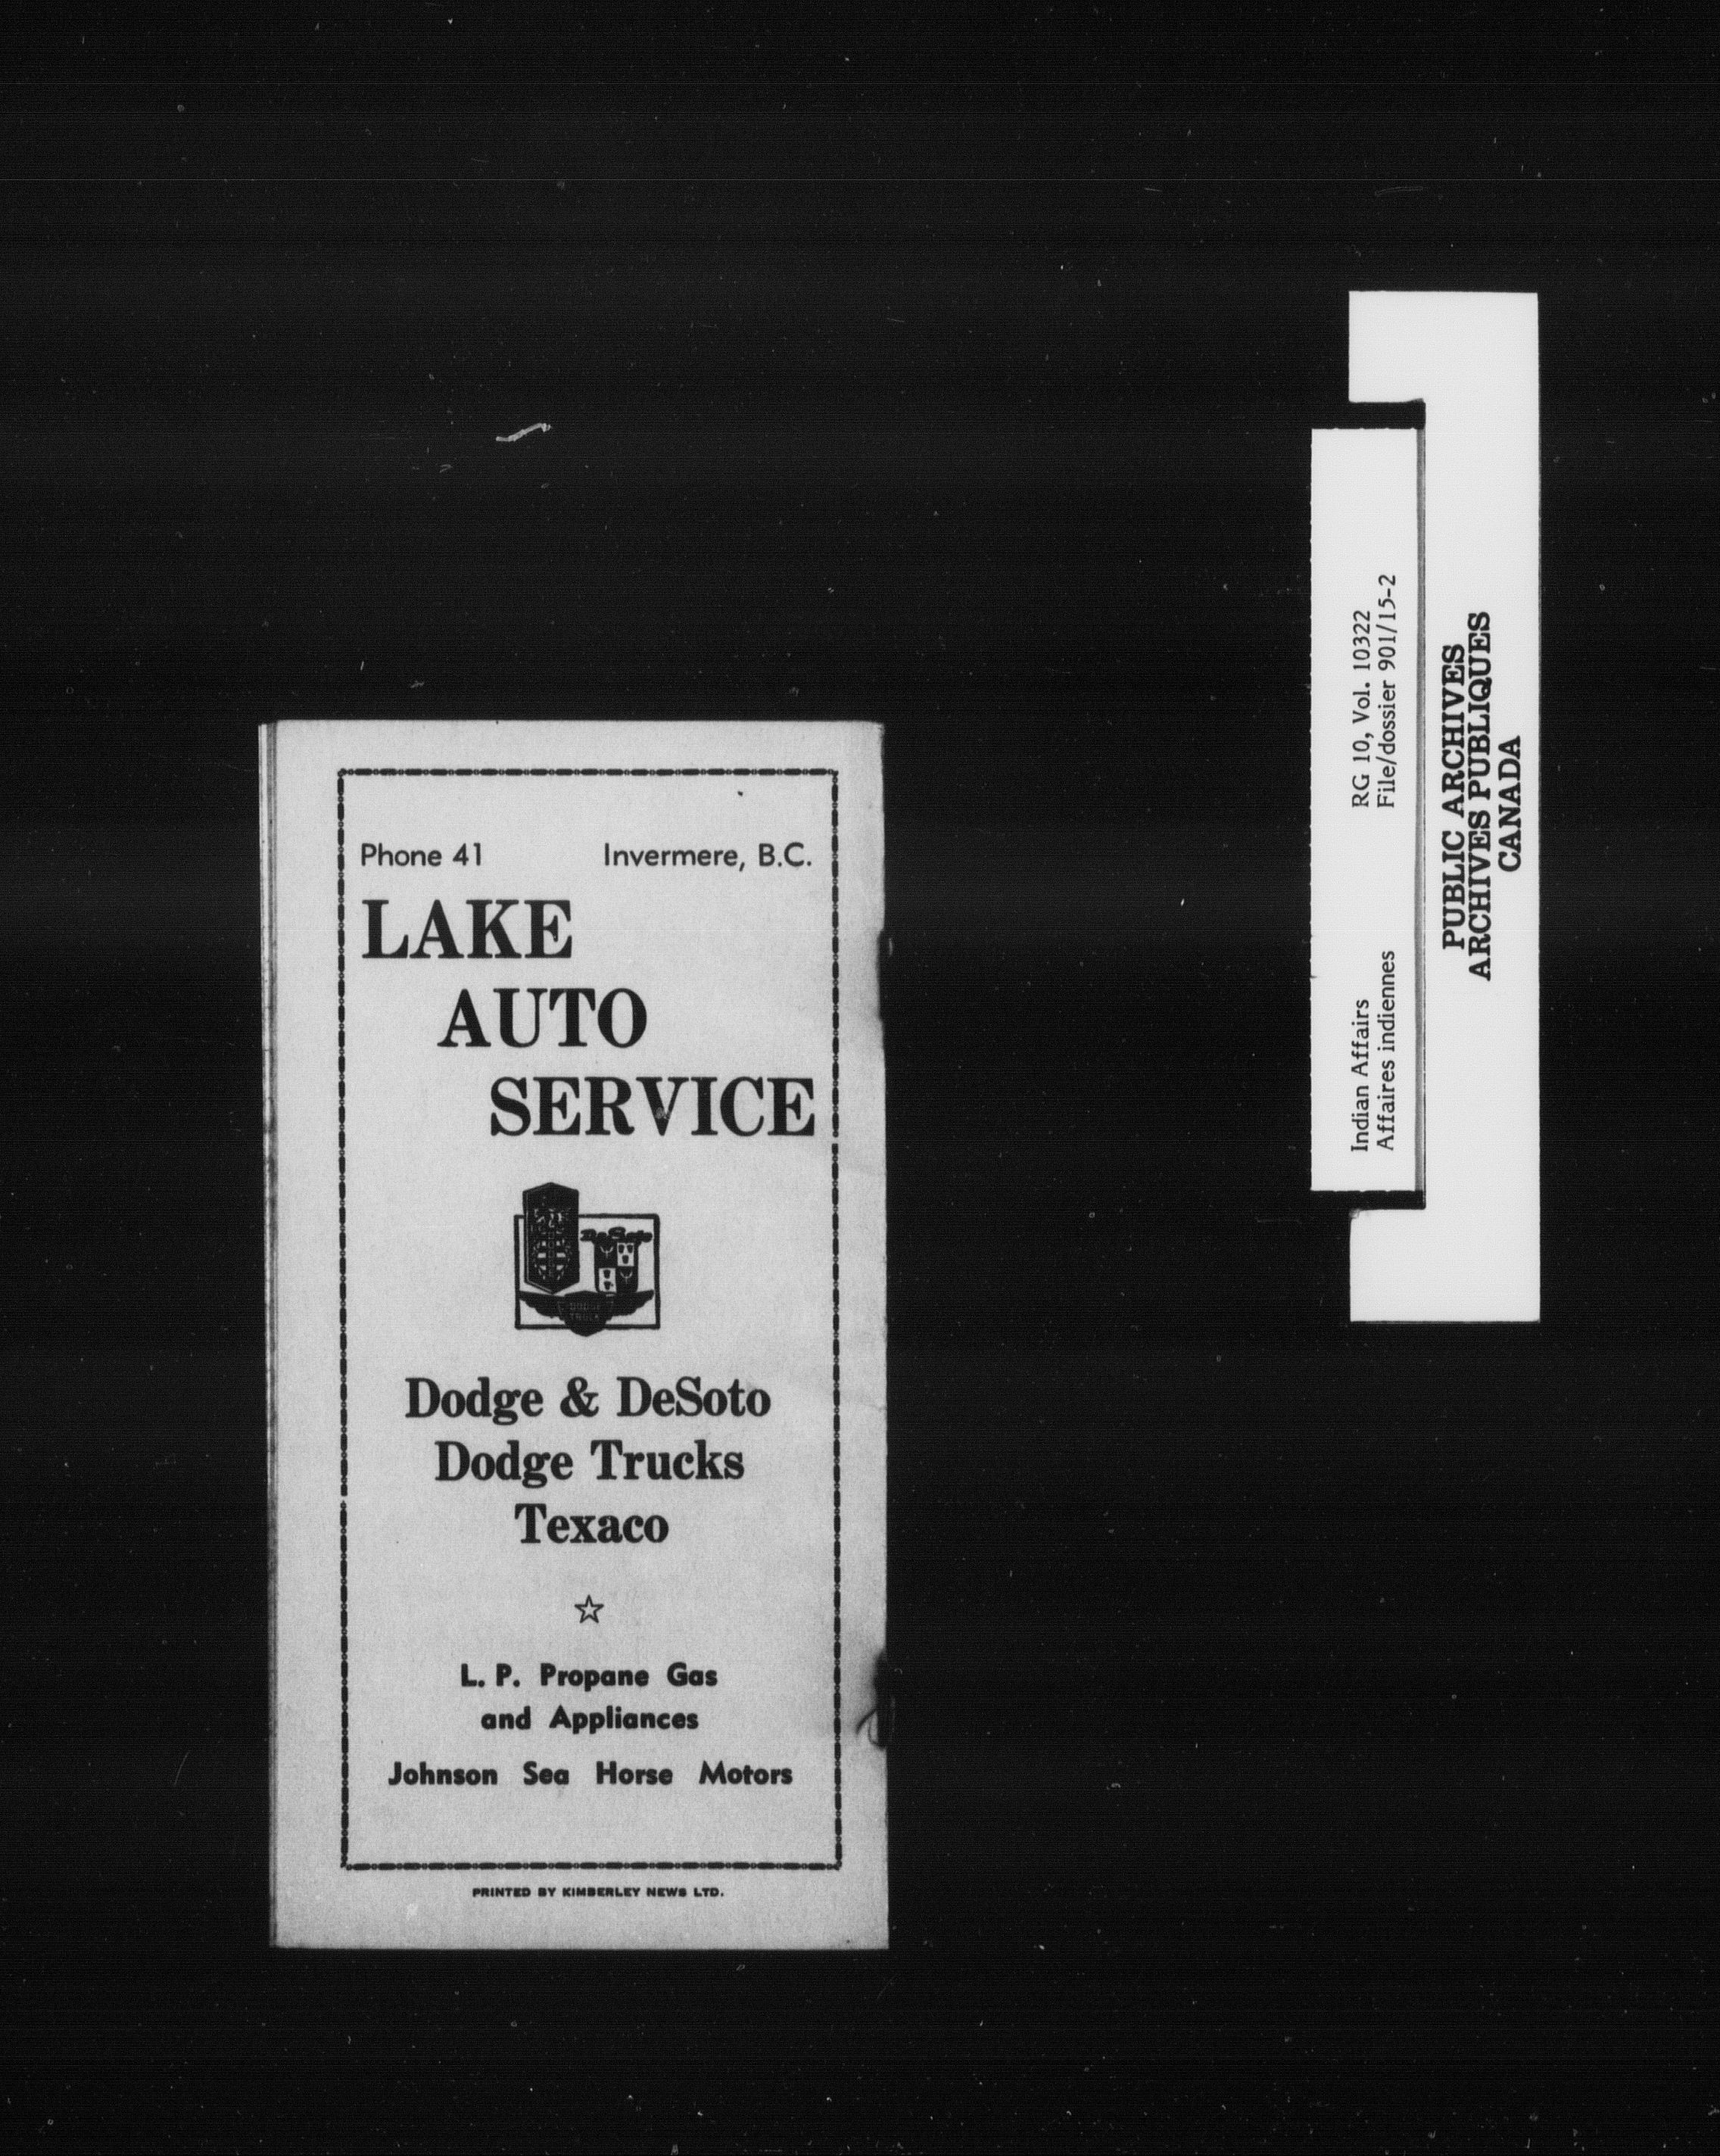 Phone 41 Invermere, B.C.
LAKE
AUTO
SERVICE
DeSoto
DODGE
Dodge & DeSoto
Dodge Trucks
Texaco
L. P. Propane Gas
and Appliances
Johnson Sea Horse Motors
PRINTED BY KIMBERLEY NEWS LTD.
Indian Affairs RG 10, Vol. 10322
Affaires indiennes File/dossier 901/15-2
PUBLIC ARCHIVES
ARCHIVES PUBLIQUES
CANADA